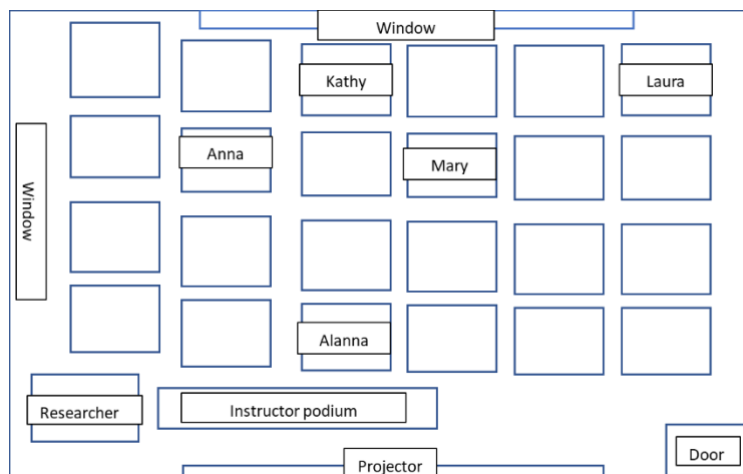 Window
Kathy
Laura
Anna
Mary
Window
Alanna
Researcher
Instructor podium
Door
Projector